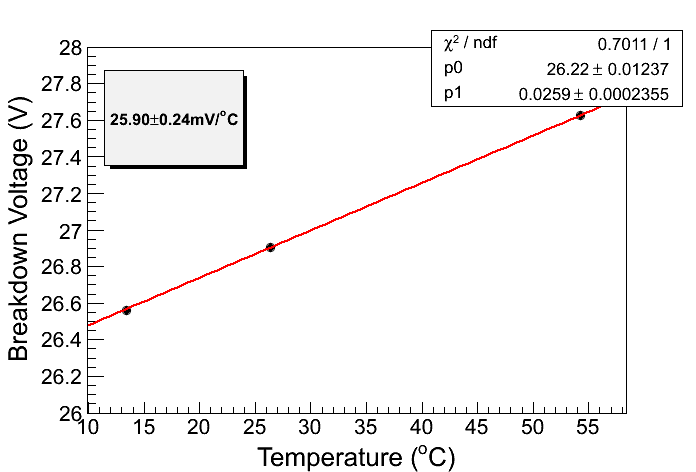 χ² / ndf 0.7011 / 1
p0 26.22 ± 0.01237
p1 0.0259 ± 0.0002355
25.90±0.24mV/°C
Breakdown Voltage (V)
28
27.8
27.6
27.4
27.2
27
26.8
26.6
26.4
26.2
26
10 15 20 25 30 35 40 45 50 55
Temperature (°C)